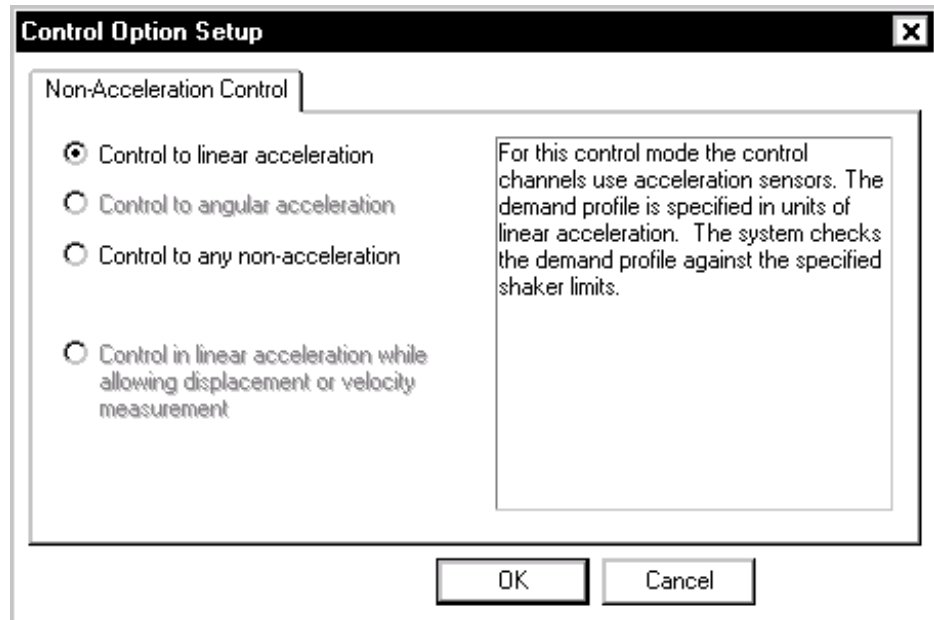 Control Option Setup
Non-Acceleration Control
Control to linear acceleration
Control to angular acceleration
Control to any non-acceleration
Control in linear acceleration while
allowing displacement or velocity
measurement
For this control mode the control
channels use acceleration sensors. The
demand profile is specified in units of
linear acceleration.  The system checks
the demand profile against the specified
shaker limits.
OK
Cancel